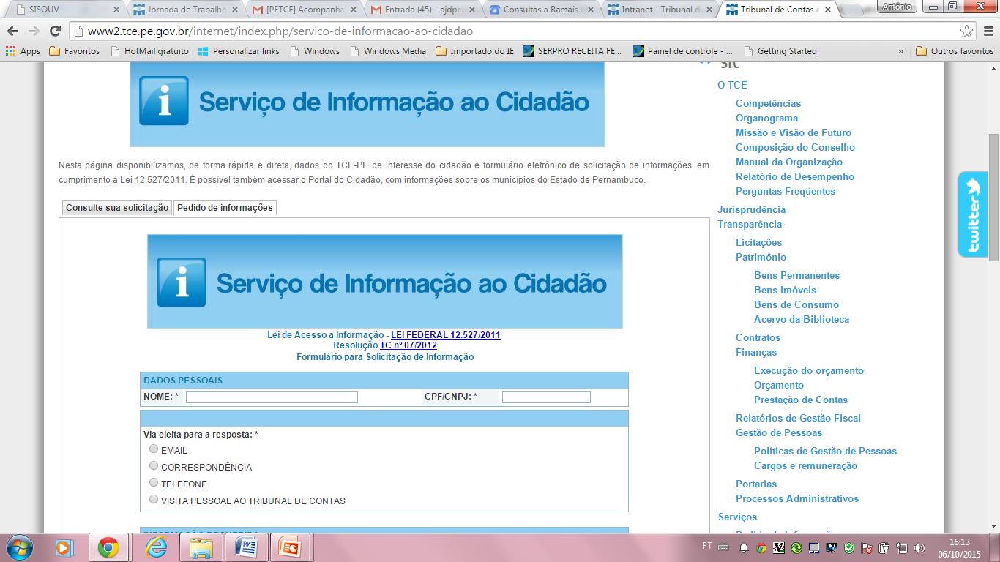 SISOUV
Jornada de Trabalho
[PETCE] Acompanha
Entrada (45) - ajdpei
Consultas a Ramais
Intranet - Tribunal d
Tribunal de Contas
Antônio
www2.tce.pe.gov.br/internet/index.php/servico-de-informacao-ao-cidadao
Apps
Favoritos
HotMail gratuito
Personalizar links
Windows
Windows Media
Importado do IE
SERPRO RECEITA FE...
Painel de controle - ...
Getting Started
»
Outros favoritos
Serviço de Informação ao Cidadão
Nesta página disponibilizamos, de forma rápida e direta, dados do TCE-PE de interesse do cidadão e formulário eletrônico de solicitação de informações, em
cumprimento à Lei 12.527/2011. É possível também acessar o Portal do Cidadão, com informações sobre os municípios do Estado de Pernambuco.
Consulte sua solicitação
Pedido de informações
Serviço de Informação ao Cidadão
Lei de Acesso a Informação - LEI FEDERAL 12.527/2011
Resolução TC nº 07/2012
Formulário para Solicitação de Informação
DADOS PESSOAIS
NOME: *
CPF/CNPJ: *
Via eleita para a resposta: *
EMAIL
CORRESPONDÊNCIA
TELEFONE
VISITA PESSOAL AO TRIBUNAL DE CONTAS
SIC
O TCE
Competências
Organograma
Missão e Visão de Futuro
Composição do Conselho
Manual da Organização
Relatório de Desempenho
Perguntas Freqüentes
Jurisprudência
Transparência
Licitações
Patrimônio
Bens Permanentes
Bens Imóveis
Bens de Consumo
Acervo da Biblioteca
Contratos
Finanças
Execução do orçamento
Orçamento
Prestação de Contas
Relatórios de Gestão Fiscal
Gestão de Pessoas
Políticas de Gestão de Pessoas
Cargos e remuneração
Portarias
Processos Administrativos
Serviços
twitter
PT
16:13
06/10/2015